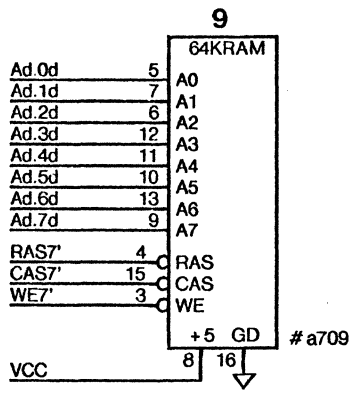 9
64KRAM
Ad.0d 5 A0
Ad.1d 7 A1
Ad.2d 6 A2
Ad.3d 12 A3
Ad.4d 11 A4
Ad.5d 10 A5
Ad.6d 13 A6
Ad.7d 9 A7
RAS7' 4 RAS
CAS7' 15 CAS
WE7' 3 WE
+5 GD # a709
8 16
VCC